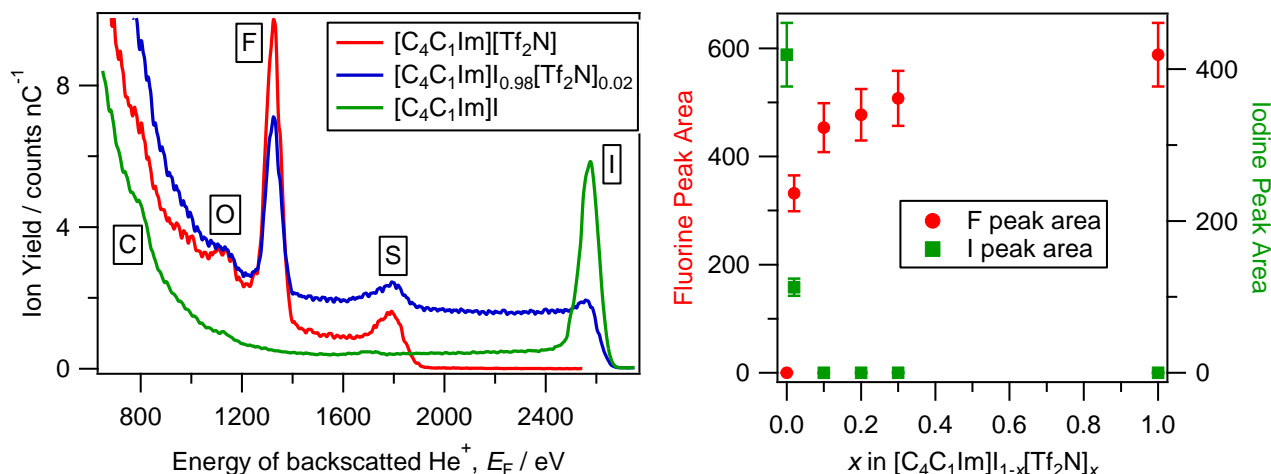 Ion Yield / counts nC⁻¹
8
4
0
800
1200
1600
2000
2400
Energy of backscatted He⁺, E_F / eV
C
O
F
S
I
[C₄C₁Im][Tf₂N]
[C₄C₁Im]I₀.₉₈[Tf₂N]₀.₀₂
[C₄C₁Im]I
Fluorine Peak Area
600
400
200
0
0.0
0.2
0.4
0.6
0.8
1.0
x in [C₄C₁Im]I₁₋ₓ[Tf₂N]ₓ
F peak area
I peak area
400
200
0
Iodine Peak Area